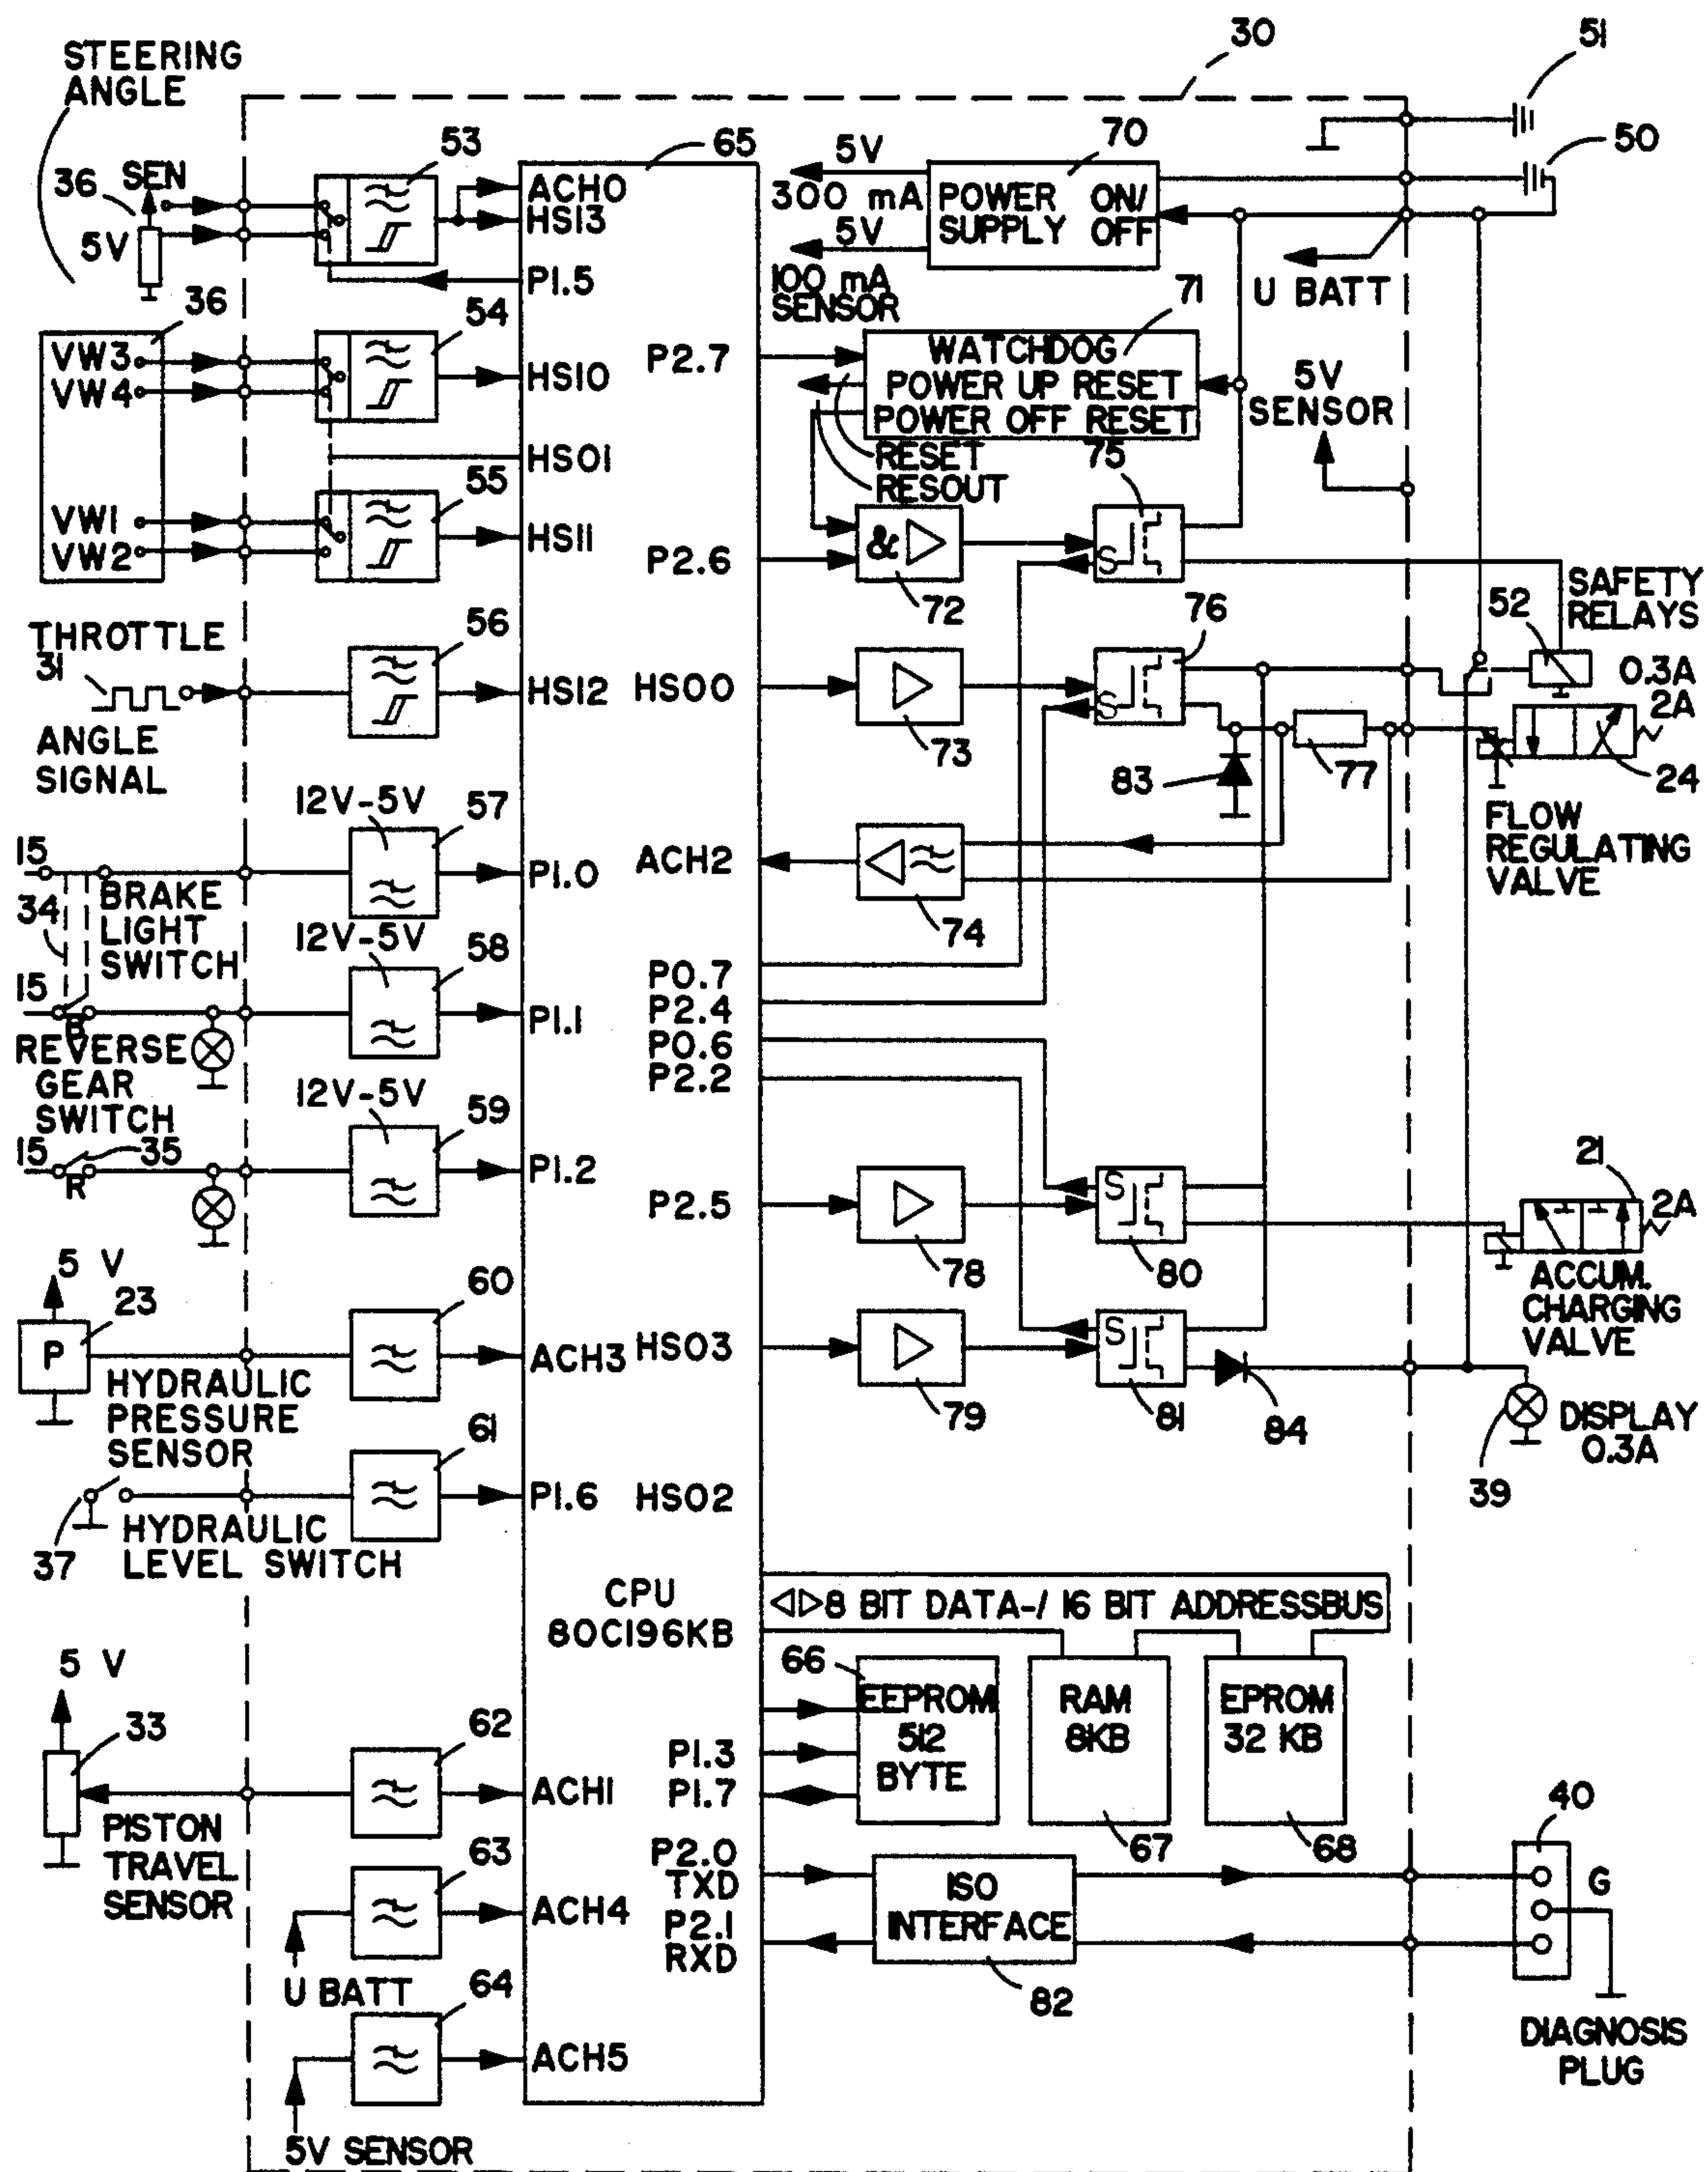 STEERING
ANGLE
30
51
53
65
70
50
36
SEN
5V
ACH0
HSI3
5V
300 mA
5V
100 mA
SENSOR
POWER
SUPPLY
ON/
OFF
U BATT
P1.5
36
54
71
VW3
VW4
HSI0
P2.7
WATCHDOG
POWER UP RESET
POWER OFF RESET
5V
SENSOR
HSO1
RESET
RESOUT
75
55
VW1
VW2
HSI1
P2.6
&
S
72
SAFETY
RELAYS
52
THROTTLE
31
56
HSI2
HSO0
76
S
0.3A
2A
ANGLE
SIGNAL
73
83
77
24
FLOW
REGULATING
VALVE
12V-5V
57
15
P1.0
ACH2
34
BRAKE
LIGHT
SWITCH
74
12V-5V
58
15
B
P1.1
P0.7
P2.4
P0.6
P2.2
REVERSE
GEAR
SWITCH
12V-5V
59
15
35
R
P1.2
P2.5
S
78
80
21
2A
ACCUM.
CHARGING
VALVE
5 V
23
60
P
ACH3
HSO3
S
79
81
84
HYDRAULIC
PRESSURE
SENSOR
DISPLAY
0.3A
39
61
P1.6
HSO2
37
HYDRAULIC
LEVEL SWITCH
CPU
80C196KB
8 BIT DATA-/ 16 BIT ADDRESSBUS
66
EEPROM
512
BYTE
RAM
8KB
EPROM
32 KB
5 V
33
62
ACH1
P1.3
P1.7
67
68
40
PISTON
TRAVEL
SENSOR
63
ACH4
P2.0
TXD
P2.1
RXD
ISO
INTERFACE
82
G
U BATT
64
ACH5
DIAGNOSIS
PLUG
5V SENSOR